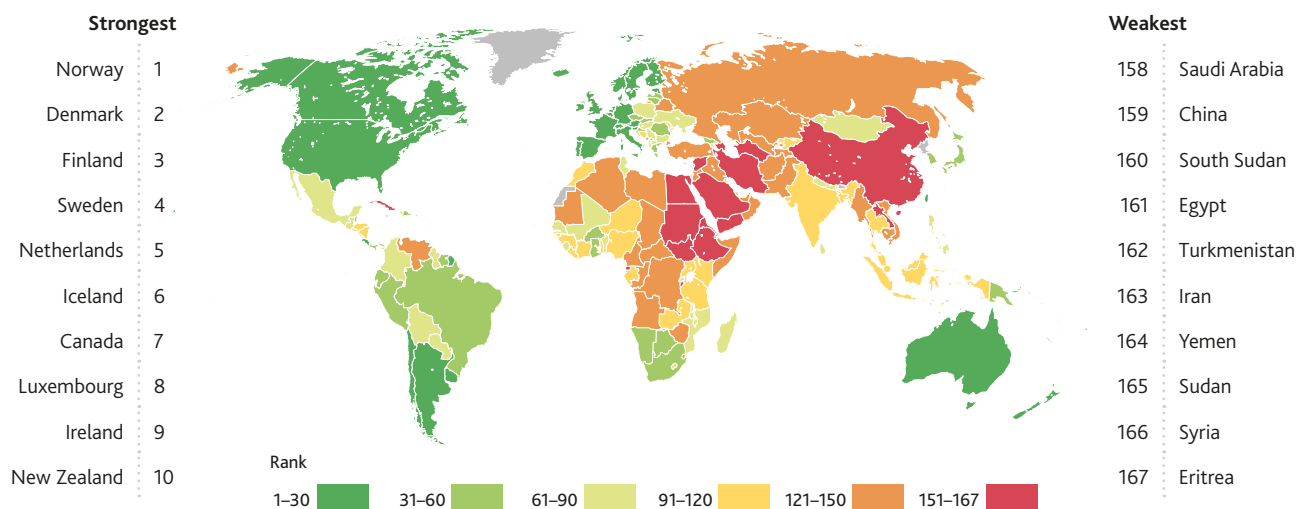 Strongest
Norway 1
Denmark 2
Finland 3
Sweden 4
Netherlands 5
Iceland 6
Canada 7
Luxembourg 8
Ireland 9
New Zealand 10
Weakest
158 Saudi Arabia
159 China
160 South Sudan
161 Egypt
162 Turkmenistan
163 Iran
164 Yemen
165 Sudan
166 Syria
167 Eritrea
Rank
1–30 31–60 61–90 91–120 121–150 151–167